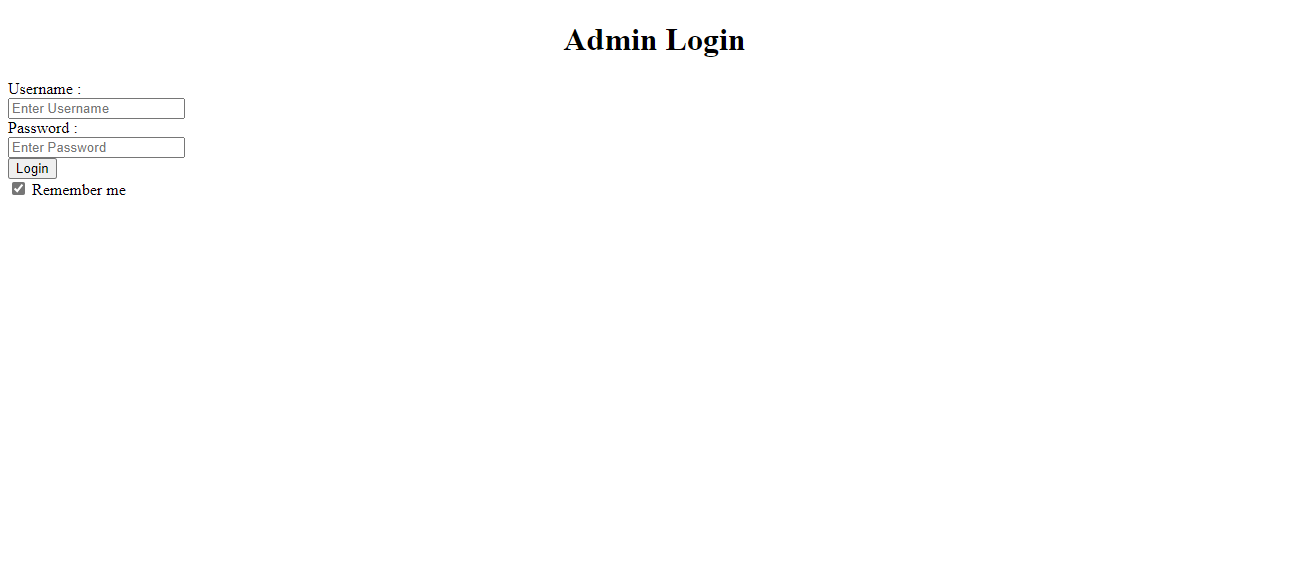 Admin Login
Username :
Enter Username
Password :
Enter Password
Login
Remember me